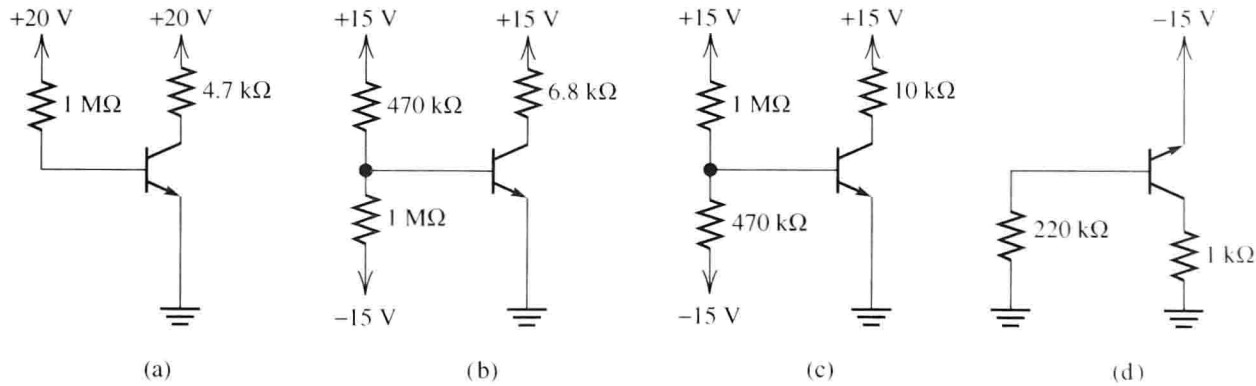 +20 V +20 V
1 MΩ
4.7 kΩ
(a)
+15 V +15 V
470 kΩ
6.8 kΩ
1 MΩ
−15 V
(b)
+15 V +15 V
1 MΩ
10 kΩ
470 kΩ
−15 V
(c)
−15 V
220 kΩ
1 kΩ
(d)